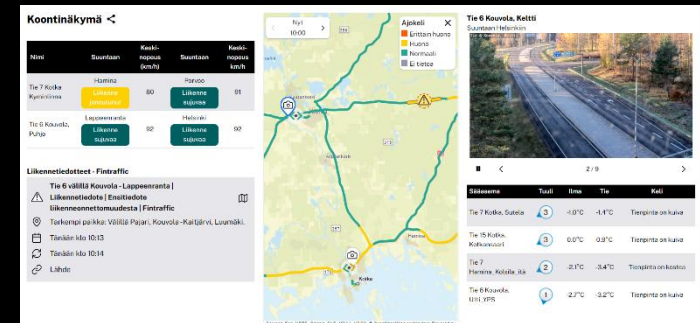 Koontinäkymä
Nimi
Suuntaan
Keski-
nopeus
(km/h)
Suuntaan
Keski-
nopeus
km/h
Tie 7 Kotka
Kyminlinna
Hamina
Liikenne
jonoutunut
80
Porvoo
Liikenne
sujuvaa
91
Tie 6 Kouvola,
Puhjo
Lappeenranta
Liikenne
sujuvaa
92
Helsinki
Liikenne
sujuvaa
92
Liikennetiedotteet - Fintraffic
Tie 6 välillä Kouvola - Lappeenranta |
Liikennetiedote | Ensitiedote
liikenneonnettomuudesta | Fintraffic
Tarkempi paikka: Välillä Pajari, Kouvola - Kaitjärvi, Luumäki.
Tänään klo 10:13
Tänään klo 10:14
Lähde
Nyt
10:00
Ajokeli
Erittäin huono
Huono
Normaali
Ei tietoa
Hamina
Kotka
Tie 6 Kouvola, Keltti
Suuntaan Helsinkiin
2 / 9
Sääasema
Tuuli
Ilma
Tie
Keli
Tie 7 Kotka, Sutela
3
-1.0°C
-1.4°C
Tienpinta on kuiva
Tie 15 Kotka,
Kotkansaari
3
0.0°C
0.9°C
Tienpinta on kuiva
Tie 7
Hamina, Kolsila_itä
2
-2.1°C
-3.4°C
Tienpinta on kostea
Tie 6 Kouvola,
Utti_YP5
1
-2.7°C
-3.2°C
Tienpinta on kuiva